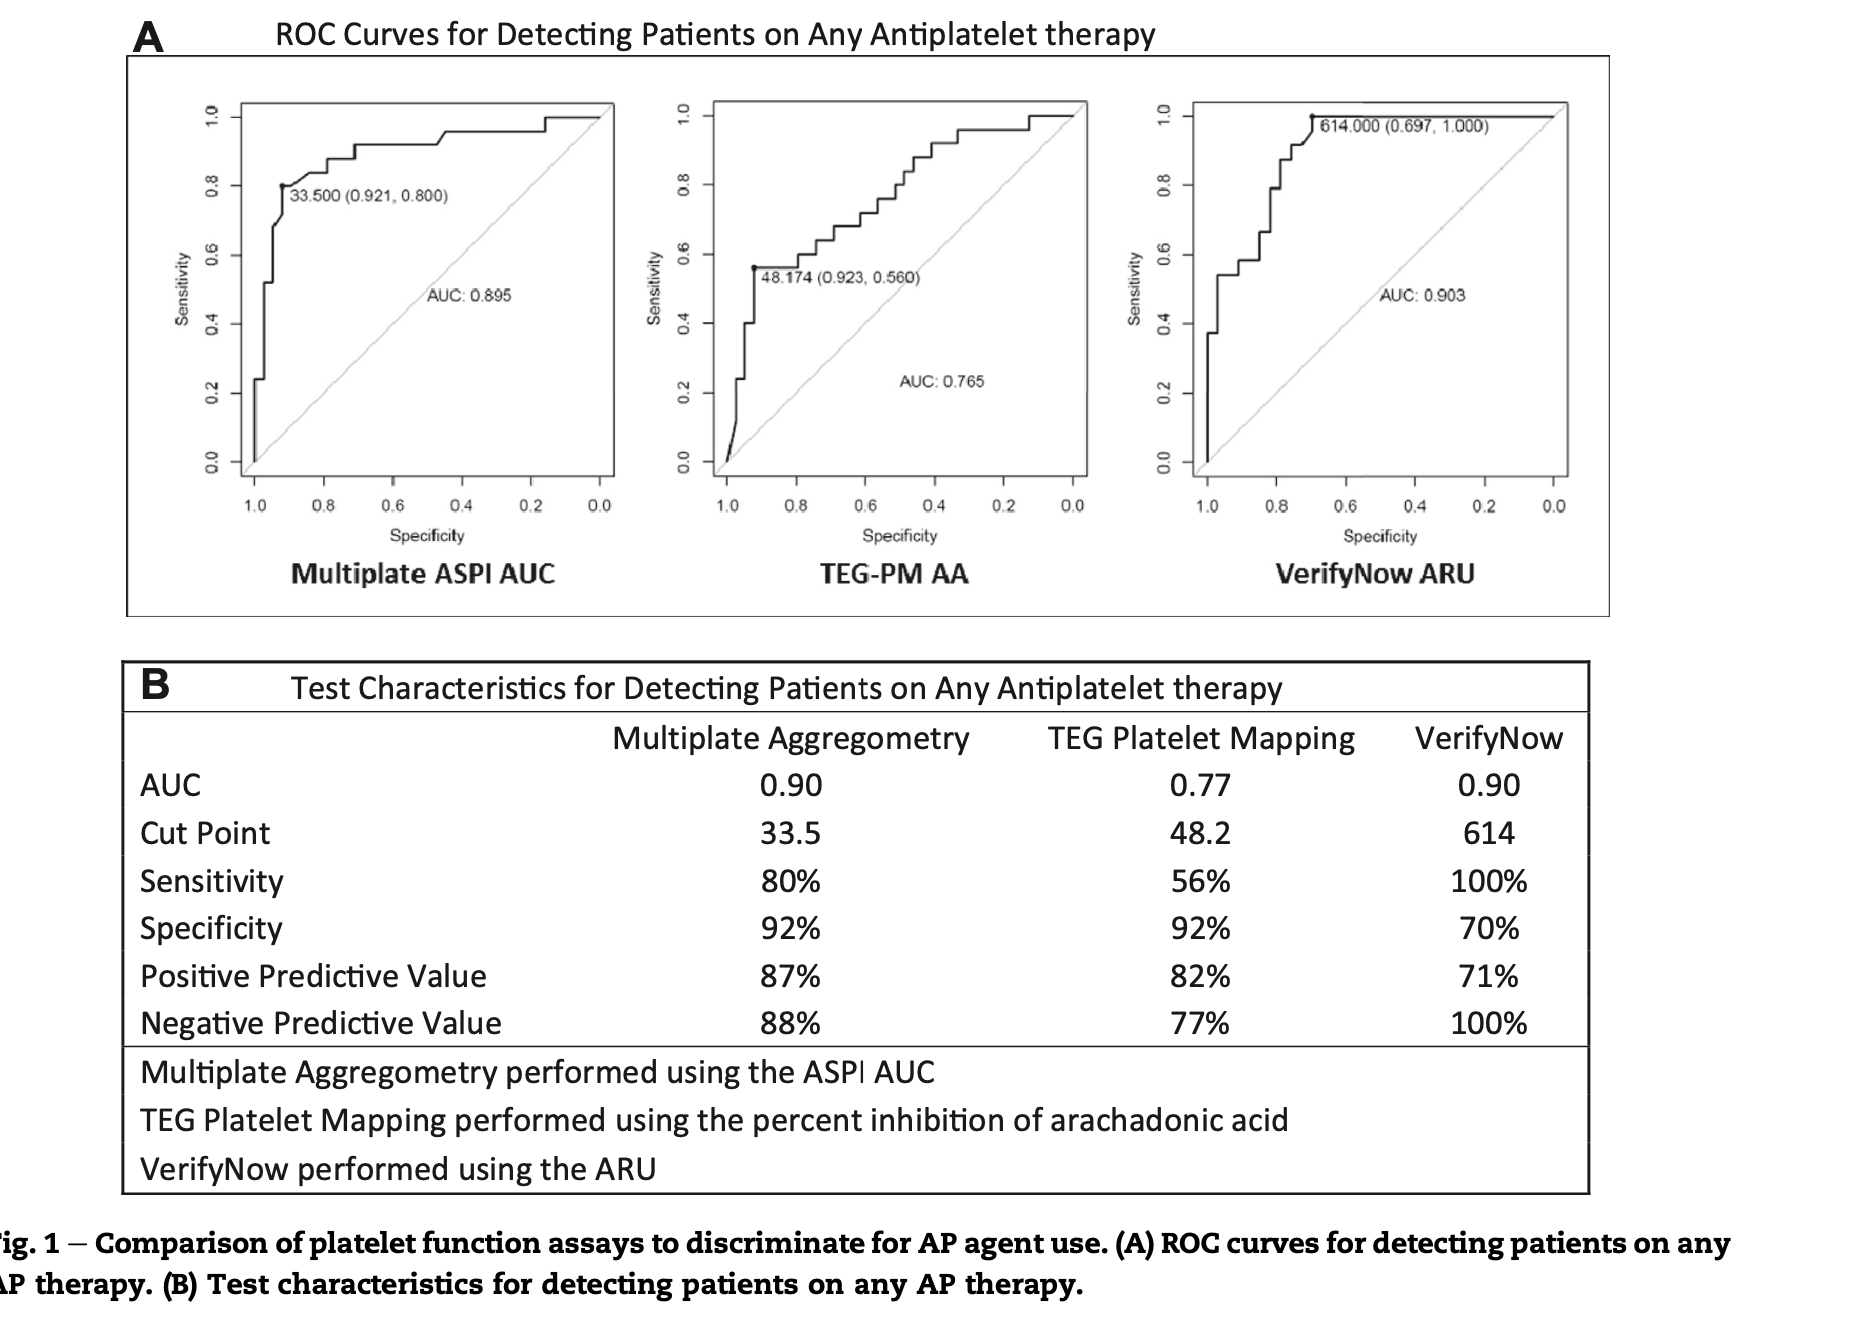 A ROC Curves for Detecting Patients on Any Antiplatelet therapy
Sensitivity
1.0
0.8
0.6
0.4
0.2
0.0
33.500 (0.921, 0.800)
AUC: 0.895
1.0 0.8 0.6 0.4 0.2 0.0
Specificity
Multiplate ASPI AUC
Sensitivity
1.0
0.8
0.6
0.4
0.2
0.0
48.174 (0.923, 0.560)
AUC: 0.765
1.0 0.8 0.6 0.4 0.2 0.0
Specificity
TEG-PM AA
Sensitivity
1.0
0.8
0.6
0.4
0.2
0.0
614.000 (0.697, 1.000)
AUC: 0.903
1.0 0.8 0.6 0.4 0.2 0.0
Specificity
VerifyNow ARU
B Test Characteristics for Detecting Patients on Any Antiplatelet therapy
Multiplate Aggregometry TEG Platelet Mapping VerifyNow
AUC 0.90 0.77 0.90
Cut Point 33.5 48.2 614
Sensitivity 80% 56% 100%
Specificity 92% 92% 70%
Positive Predictive Value 87% 82% 71%
Negative Predictive Value 88% 77% 100%
Multiplate Aggregometry performed using the ASPI AUC
TEG Platelet Mapping performed using the percent inhibition of arachadonic acid
VerifyNow performed using the ARU
ig. 1 – Comparison of platelet function assays to discriminate for AP agent use. (A) ROC curves for detecting patients on any
AP therapy. (B) Test characteristics for detecting patients on any AP therapy.